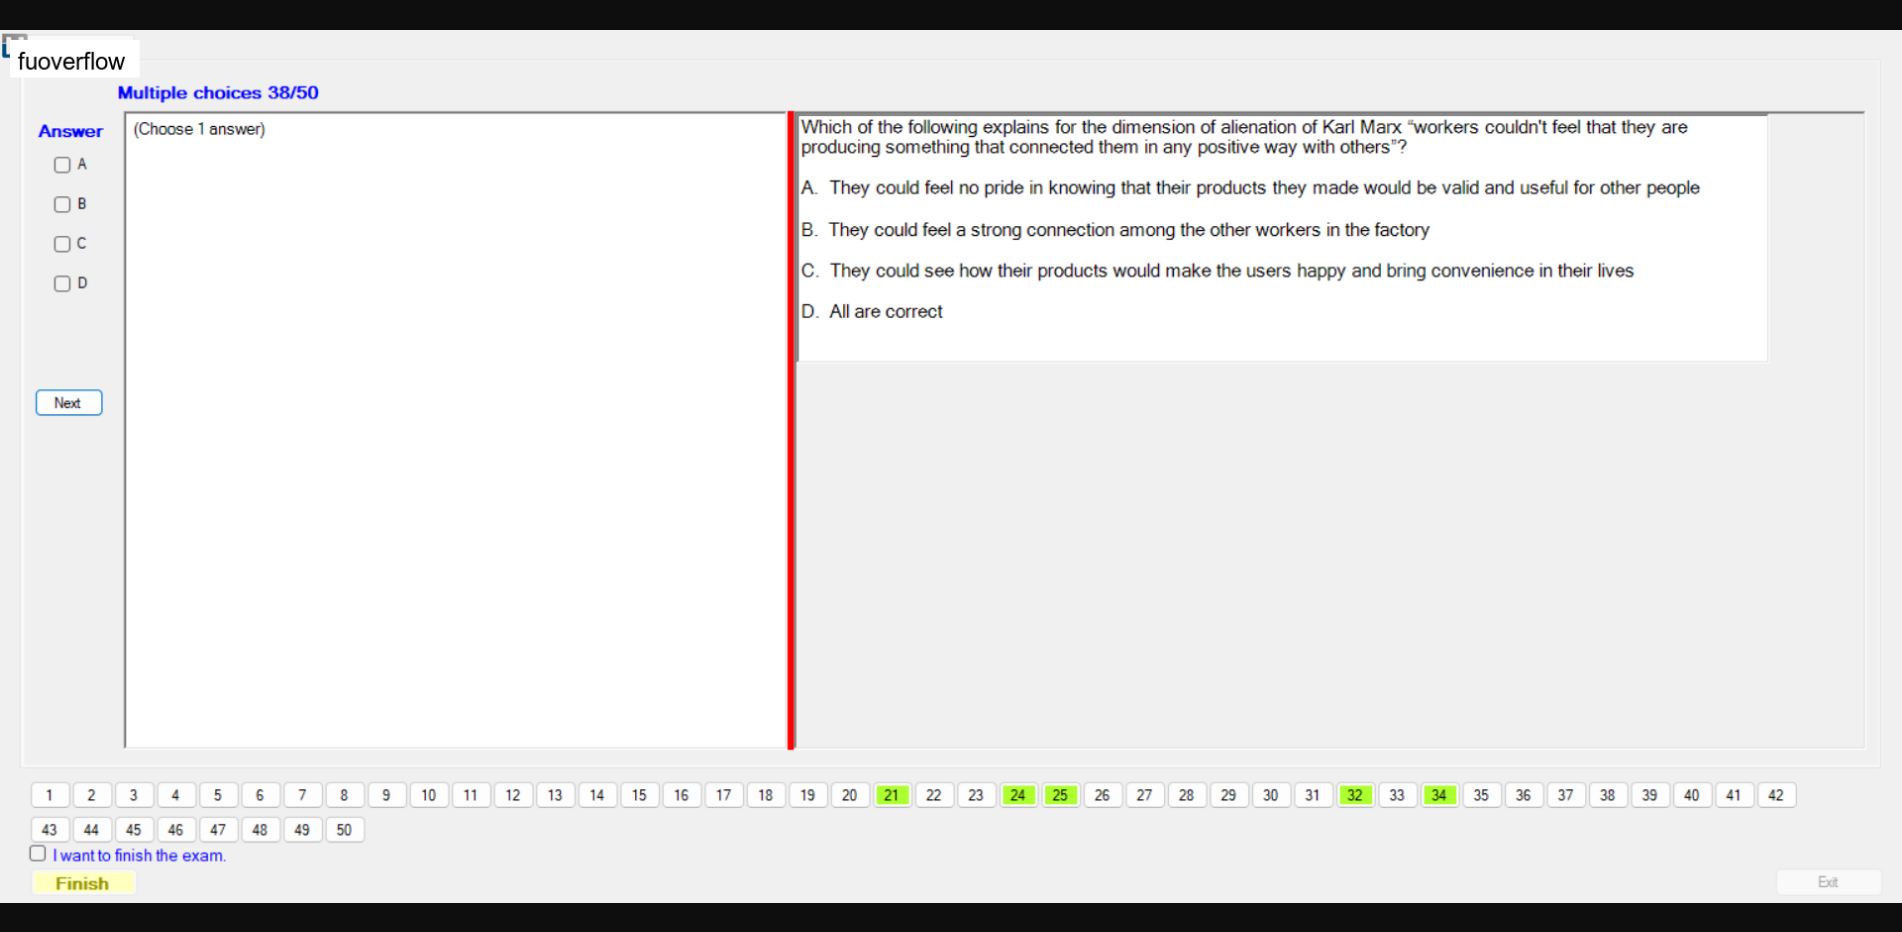 fuoverflow
Multiple choices 38/50
Answer
(Choose 1 answer)
A
B
C
D
Next
Which of the following explains for the dimension of alienation of Karl Marx “workers couldn't feel that they are
producing something that connected them in any positive way with others”?
A. They could feel no pride in knowing that their products they made would be valid and useful for other people
B. They could feel a strong connection among the other workers in the factory
C. They could see how their products would make the users happy and bring convenience in their lives
D. All are correct
1 2 3 4 5 6 7 8 9 10 11 12 13 14 15 16 17 18 19 20 21 22 23 24 25 26 27 28 29 30 31 32 33 34 35 36 37 38 39 40 41 42
43 44 45 46 47 48 49 50
I want to finish the exam.
Finish
Exit